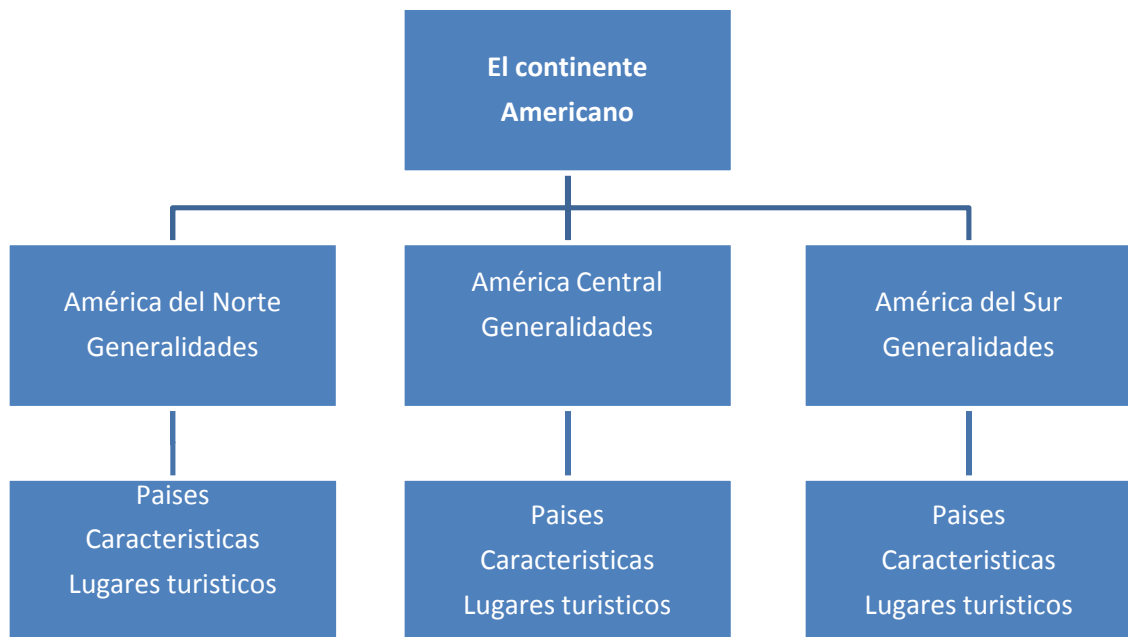 El continente
Americano
América del Norte
Generalidades
América Central
Generalidades
América del Sur
Generalidades
Paises
Caracteristicas
Lugares turisticos
Paises
Caracteristicas
Lugares turisticos
Paises
Caracteristicas
Lugares turisticos